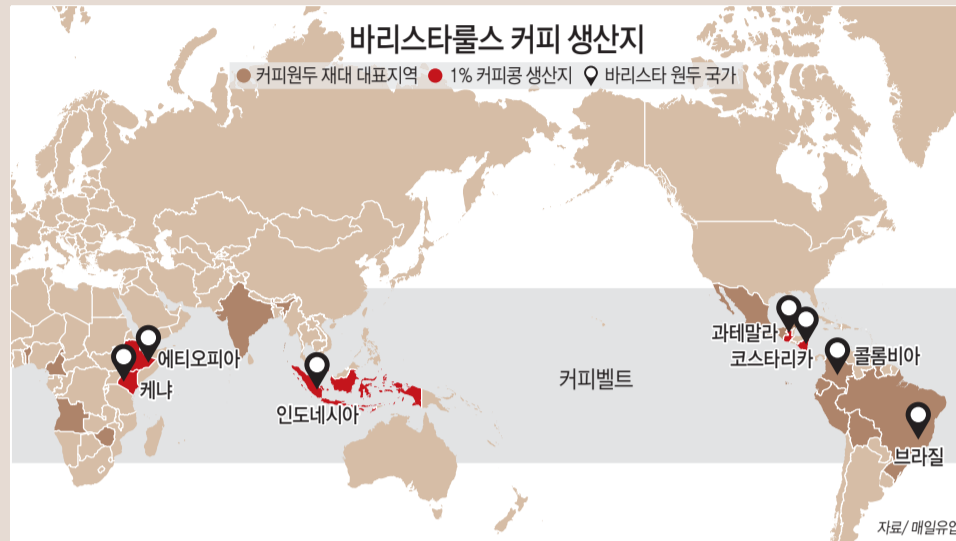 바리스타룰스 커피 생산지
커피원두 재대 대표지역 1% 커피콩 생산지 바리스타 원두 국가
에티오피아
케냐
인도네시아
커피벨트
과테말라
코스타리카
콜롬비아
브라질
자료/ 매일유업